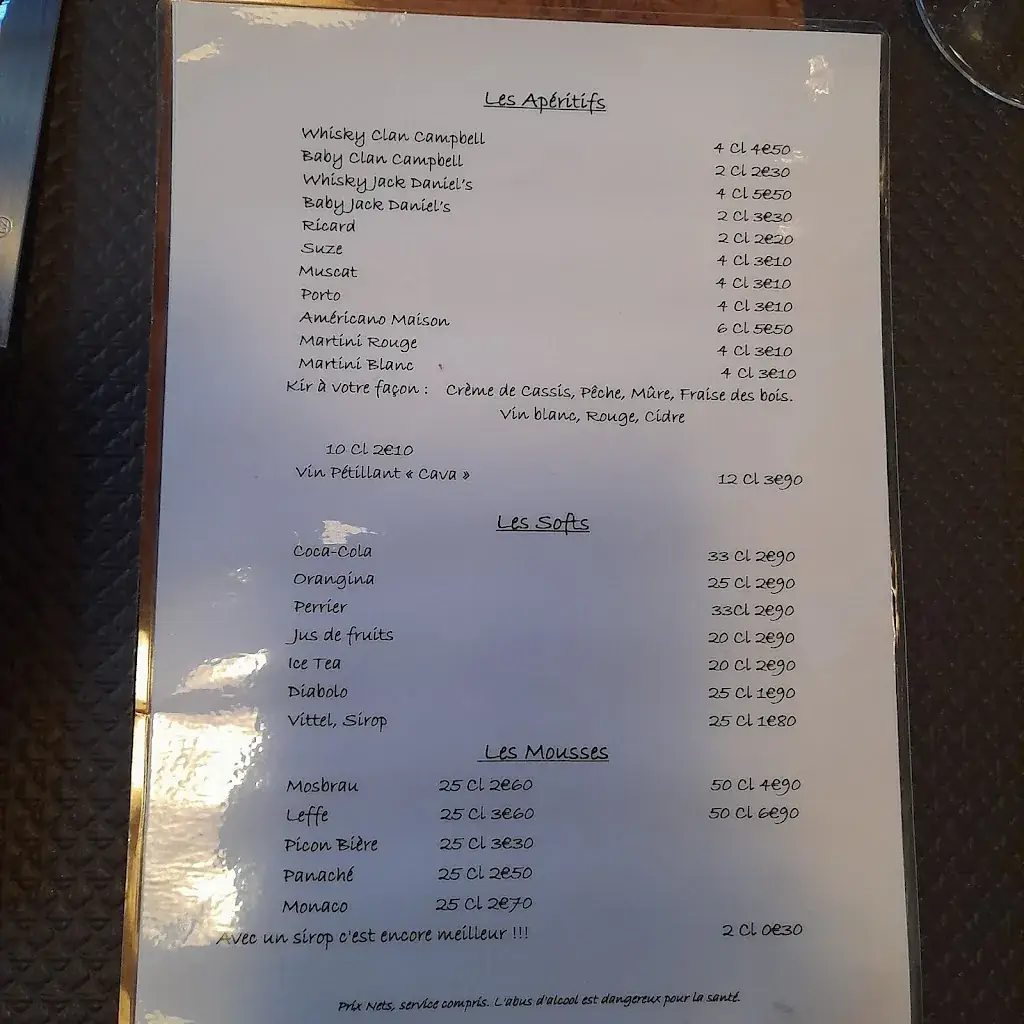 Les Apéritifs
Whisky Clan Campbell 4 Cl 4e50
Baby Clan Campbell 2 Cl 2e30
Whisky Jack Daniel's 4 Cl 5e50
Baby Jack Daniel's 2 Cl 3e30
Ricard 2 Cl 2e20
Suze 4 Cl 3e10
Muscat 4 Cl 3e10
Porto 4 Cl 3e10
Américano Maison 6 Cl 5e50
Martini Rouge 4 Cl 3e10
Martini Blanc 4 Cl 3e10
Kir à votre façon : Crème de Cassis, Pêche, Mûre, Fraise des bois.
Vin blanc, Rouge, Cidre
10 Cl 2e10
Vin Pétillant « Cava » 12 Cl 3e90
Les Softs
Coca-Cola 33 Cl 2e90
Orangina 25 Cl 2e90
Perrier 33Cl 2e90
Jus de fruits 20 Cl 2e90
Ice Tea 20 Cl 2e90
Diabolo 25 Cl 1e90
Vittel, Sirop 25 Cl 1e80
Les Mousses
Mosbrau 25 Cl 2e60 50 Cl 4e90
Leffe 25 Cl 3e60 50 Cl 6e90
Picon Bière 25 Cl 3e30
Panaché 25 Cl 2e50
Monaco 25 Cl 2e70
Avec un sirop c'est encore meilleur !!! 2 Cl 0e30
Prix Nets, service compris. L'abus d'alcool est dangereux pour la santé.